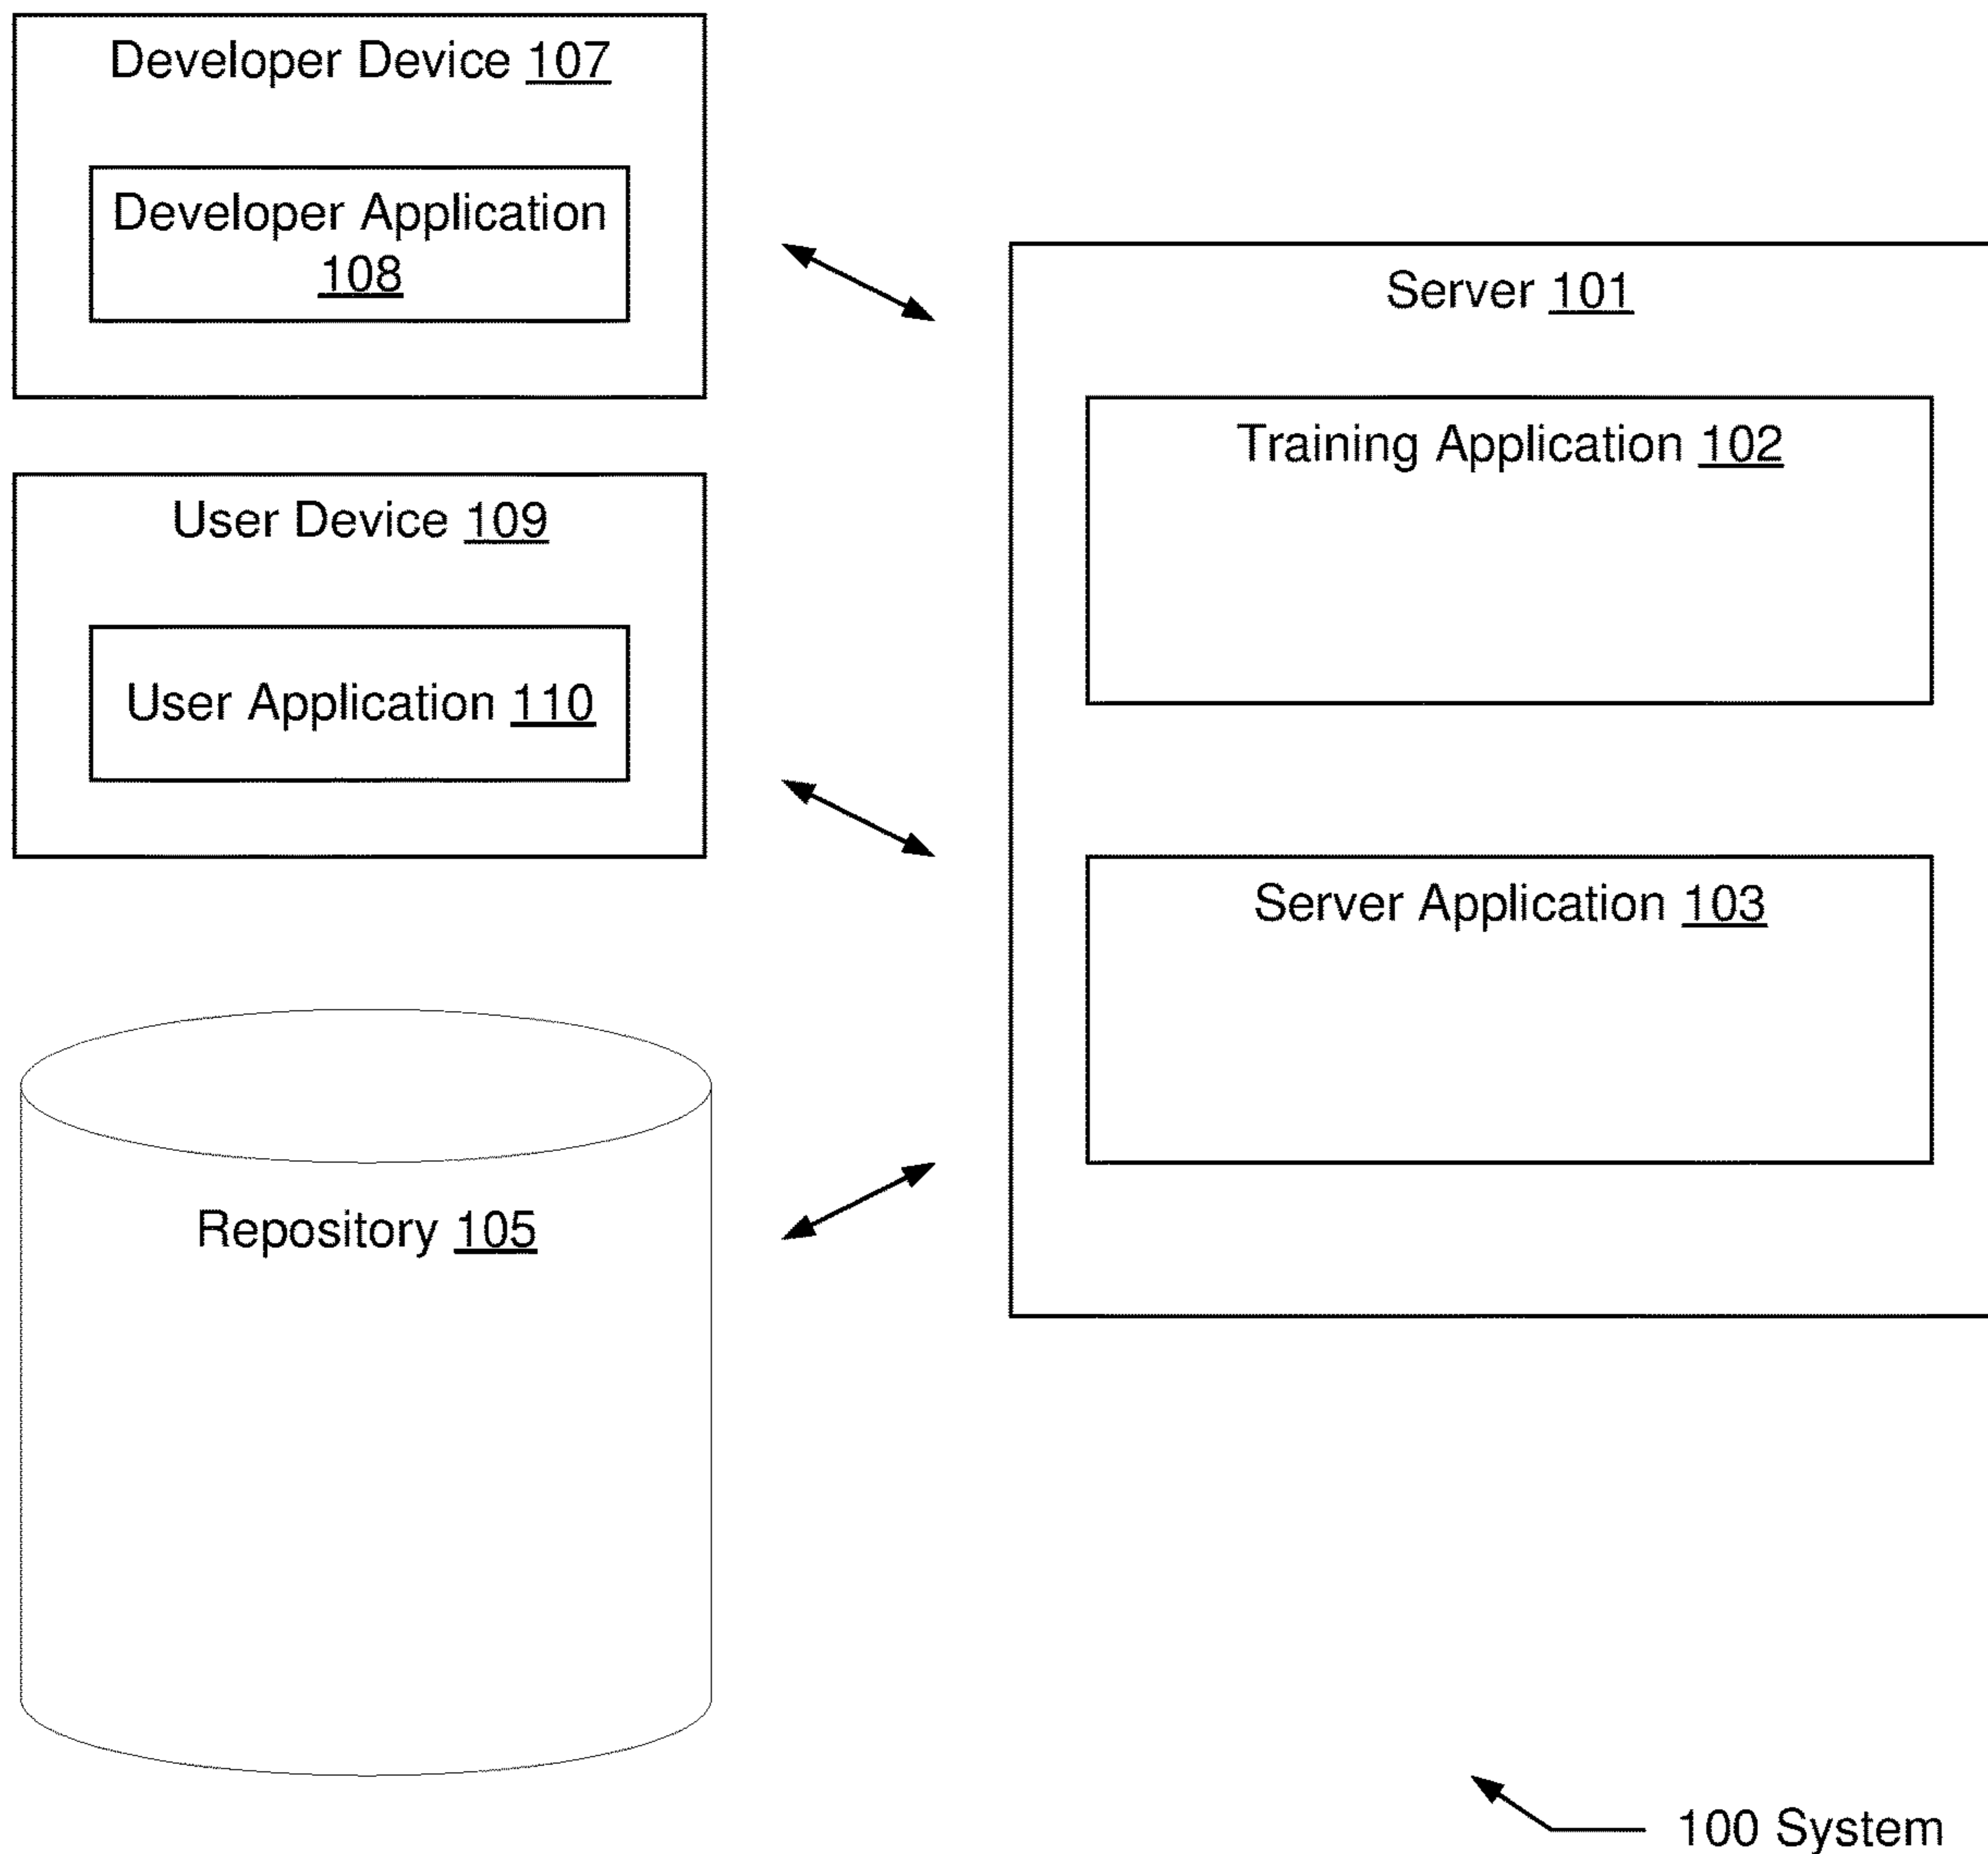 Developer Device 107
Developer Application
108
User Device 109
User Application 110
Repository 105
Server 101
Training Application 102
Server Application 103
100 System